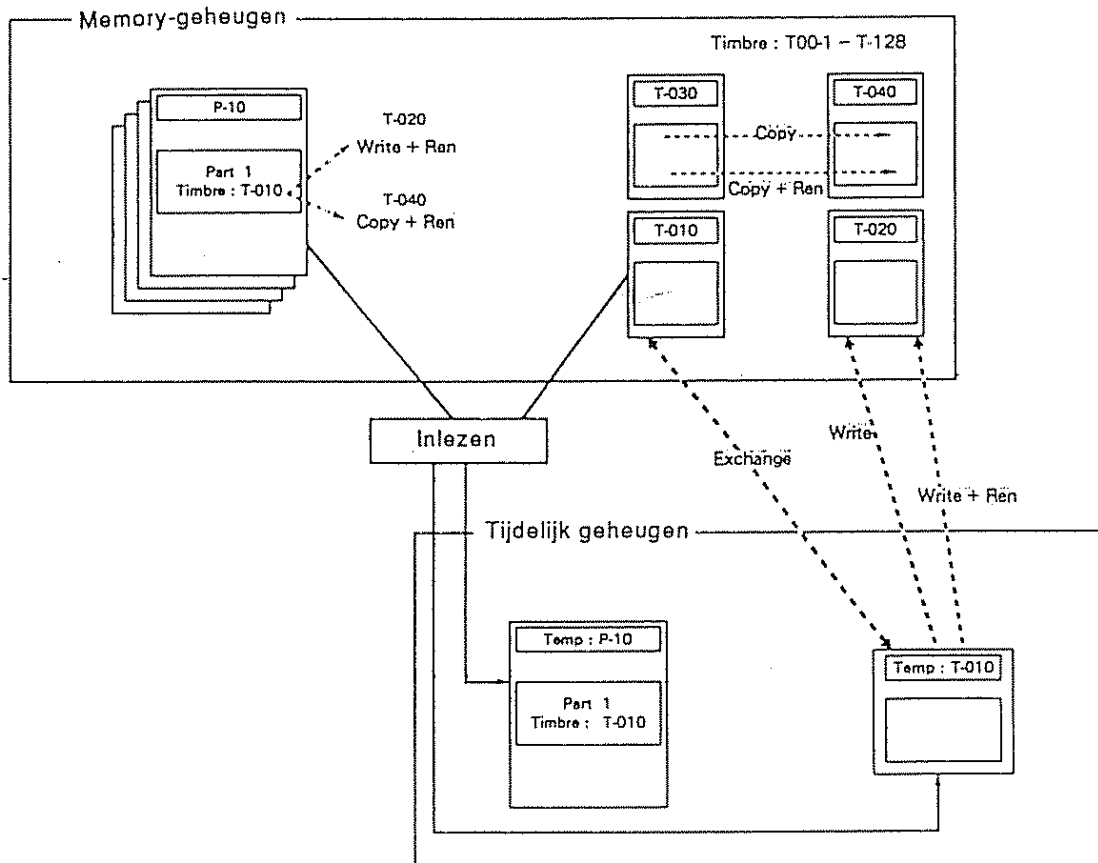 Memory-geheugen
Timbre : T00-1 – T-128
P-10
Part 1
Timbre : T-010
T-020
Write + Ren
T-040
Copy + Ren
T-030
T-040
Copy
Copy + Ren
T-010
T-020
Inlezen
Exchange
Write
Write + Ren
Tijdelijk geheugen
Temp : P-10
Part 1
Timbre : T-010
Temp : T-010